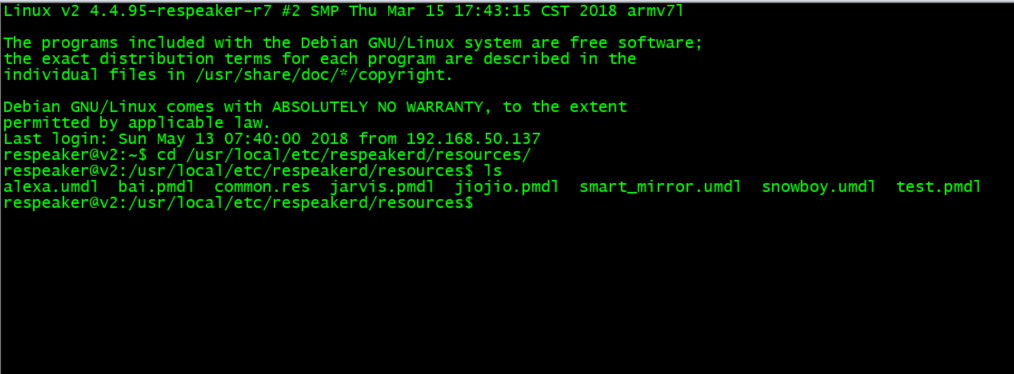 Linux v2 4.4.95-respeaker-r7 #2 SMP Thu Mar 15 17:43:15 CST 2018 armv7l
The programs included with the Debian GNU/Linux system are free software;
the exact distribution terms for each program are described in the
individual files in /usr/share/doc/*/copyright.
Debian GNU/Linux comes with ABSOLUTELY NO WARRANTY, to the extent
permitted by applicable law.
Last login: Sun May 13 07:40:00 2018 from 192.168.50.137
respeaker@v2:~$ cd /usr/local/etc/respeakerd/resources/
respeaker@v2:/usr/local/etc/respeakerd/resources$ ls
alexa.umdl  bai.pmdl  common.res  jarvis.pmdl  jiojio.pmdl  smart_mirror.umdl  snowboy.umdl  test.pmdl
respeaker@v2:/usr/local/etc/respeakerd/resources$